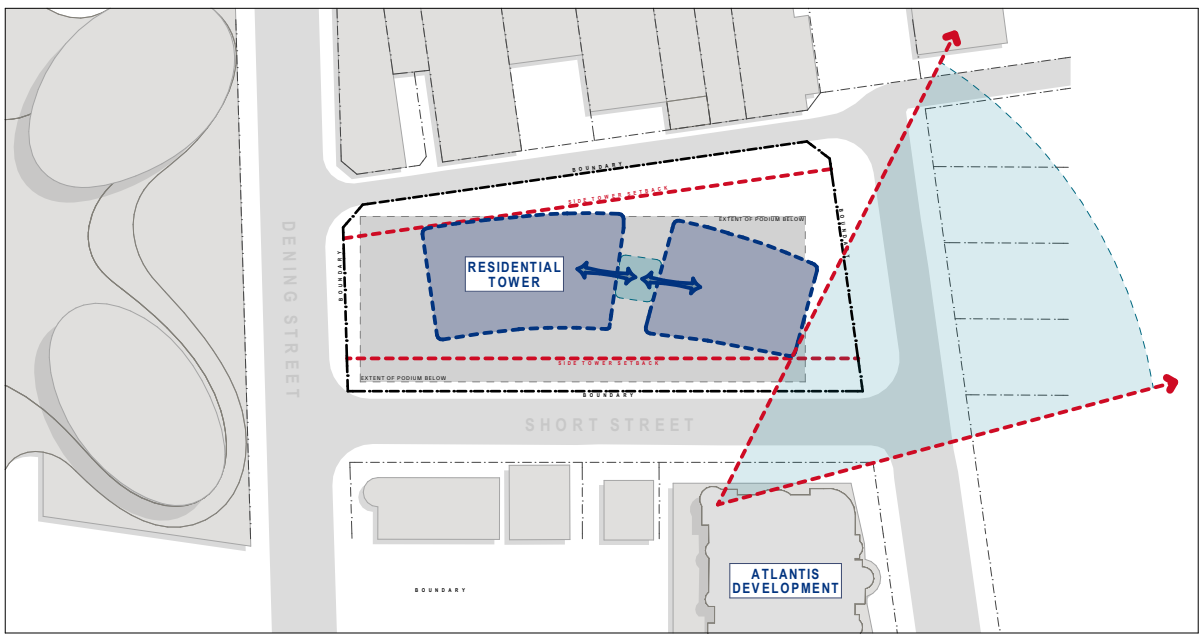 BOUNDARY
SIDE TOWER SETBACK
EXTENT OF PODIUM BELOW
BOUNDARY
BOUNDARY
DENING STREET
RESIDENTIAL
TOWER
SIDE TOWER SETBACK
EXTENT OF PODIUM BELOW
BOUNDARY
SHORT STREET
ATLANTIS
DEVELOPMENT
BOUNDARY